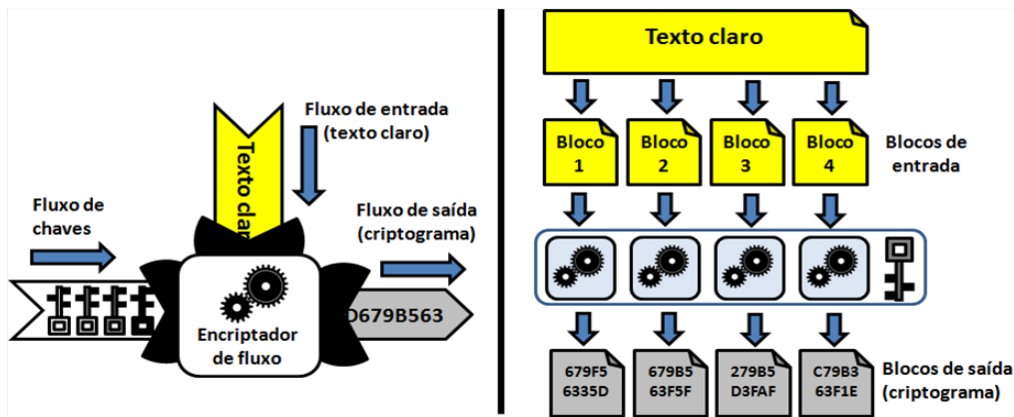 Fluxo de entrada
(texto claro)
Texto clar
Fluxo de
chaves
Fluxo de saída
(criptograma)
D679B563
Encriptador
de fluxo
Texto claro
Bloco
1
Bloco
2
Bloco
3
Bloco
4
Blocos de
entrada
679F5
6335D
679B5
63F5F
279B5
D3FAF
C79B3
63F1E
Blocos de saída
(criptograma)